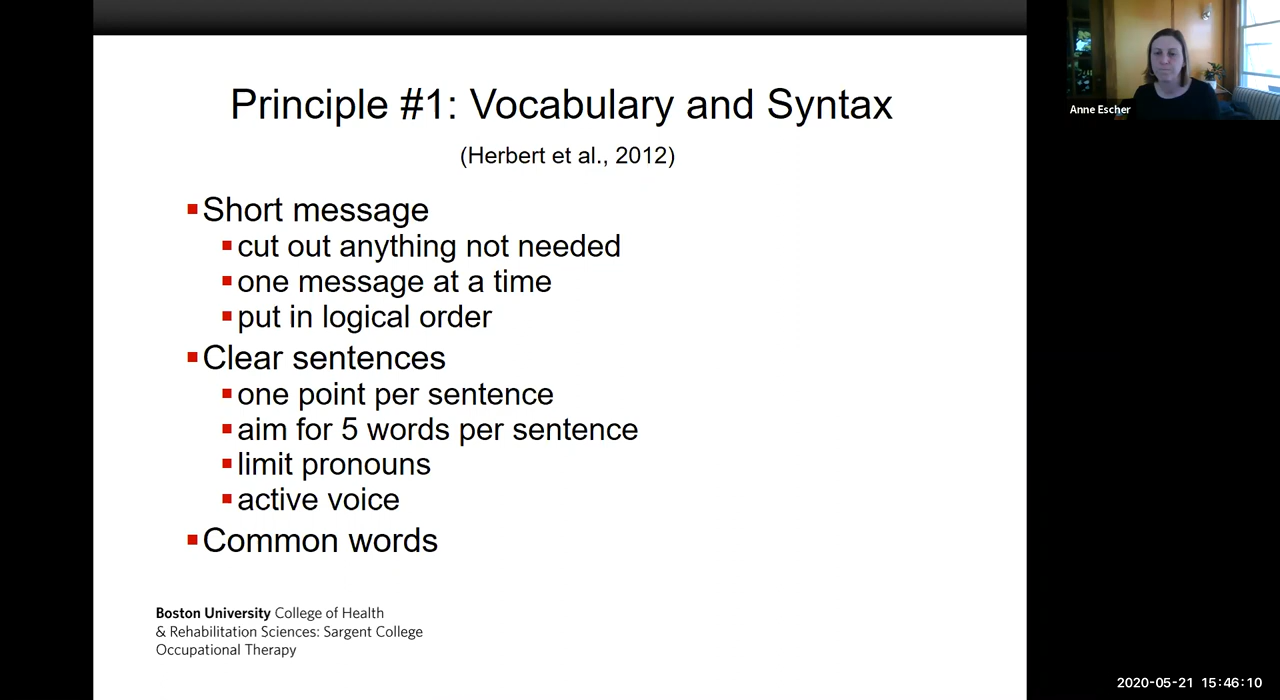 Principle #1: Vocabulary and Syntax
(Herbert et al., 2012)
Short message
cut out anything not needed
one message at a time
put in logical order
Clear sentences
one point per sentence
aim for 5 words per sentence
limit pronouns
active voice
Common words
Boston University College of Health
& Rehabilitation Sciences: Sargent College
Occupational Therapy
Anne Escher
2020-05-21 15:46:10